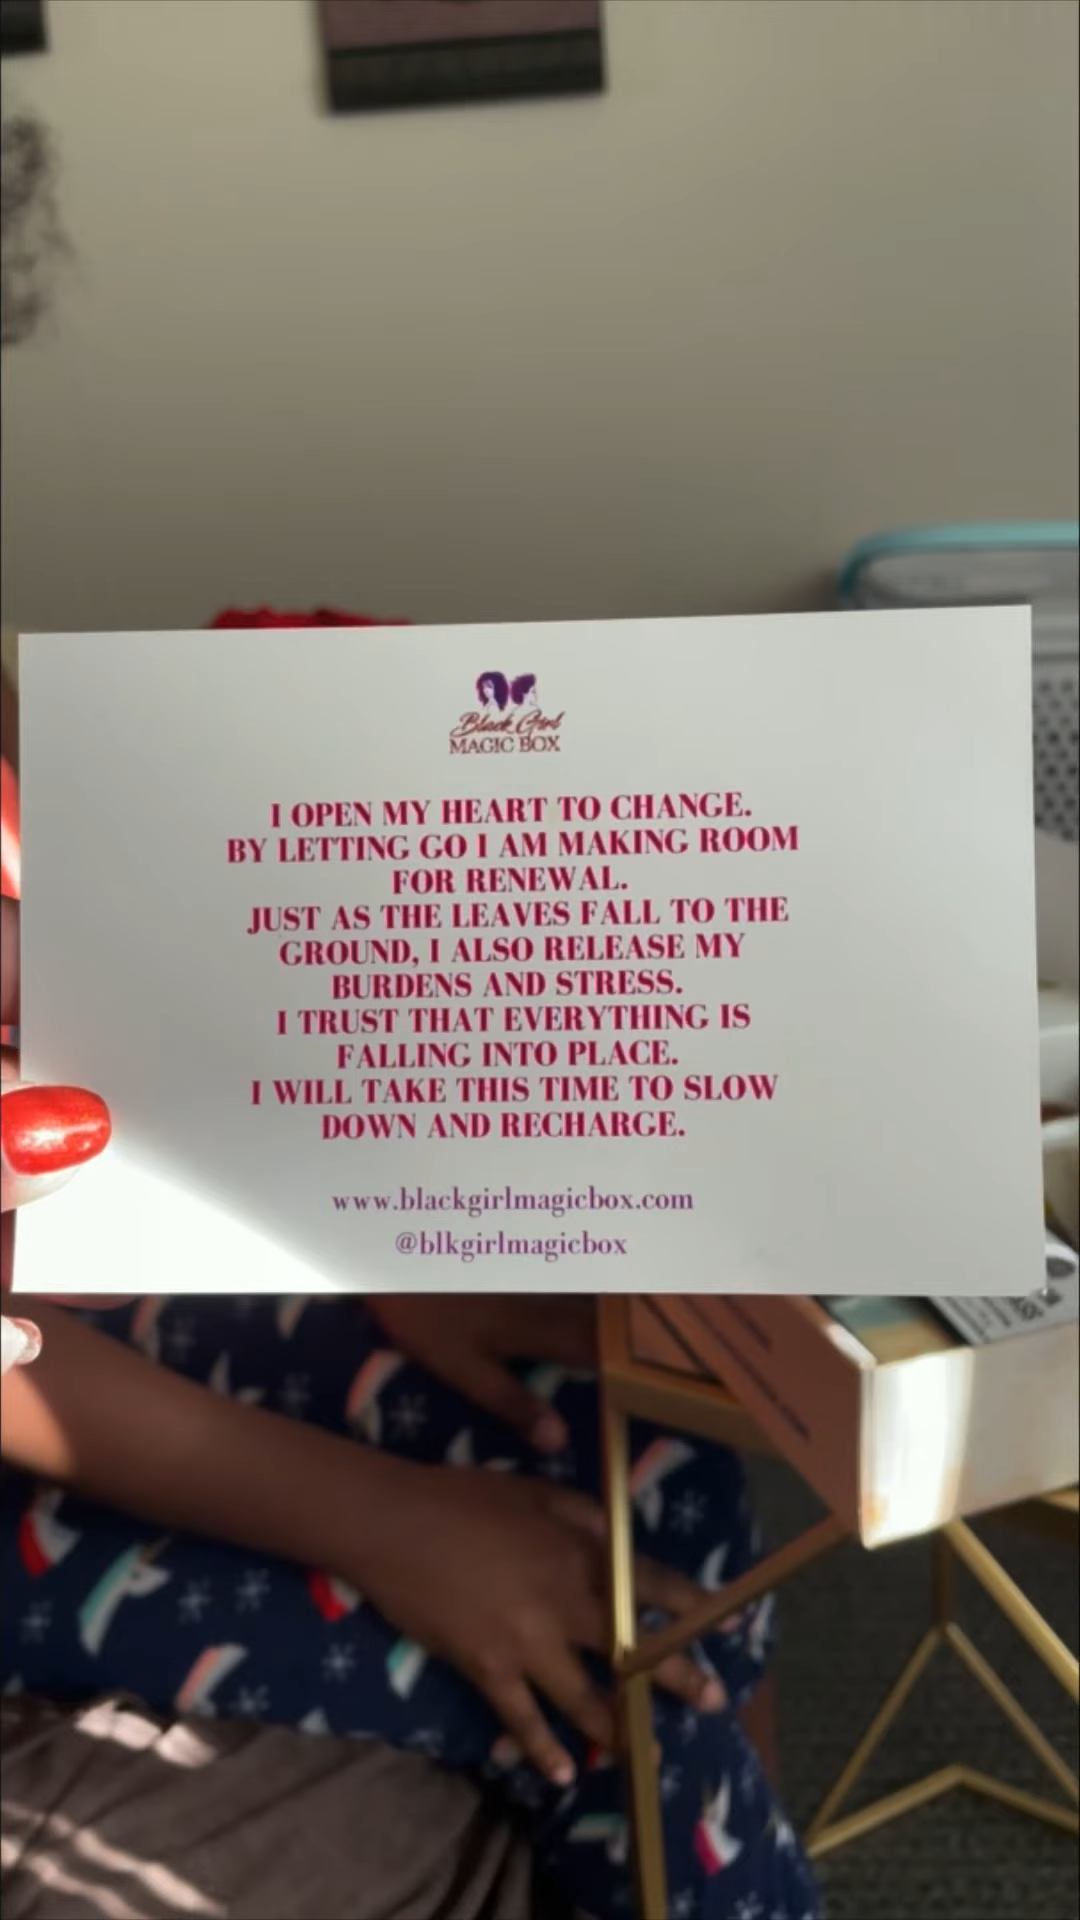 Black Girl
MAGIC BOX
I OPEN MY HEART TO CHANGE.
BY LETTING GO I AM MAKING ROOM
FOR RENEWAL.
JUST AS THE LEAVES FALL TO THE
GROUND, I ALSO RELEASE MY
BURDENS AND STRESS.
I TRUST THAT EVERYTHING IS
FALLING INTO PLACE.
I WILL TAKE THIS TIME TO SLOW
DOWN AND RECHARGE.
www.blackgirlmagicbox.com
@blkgirlmagicbox